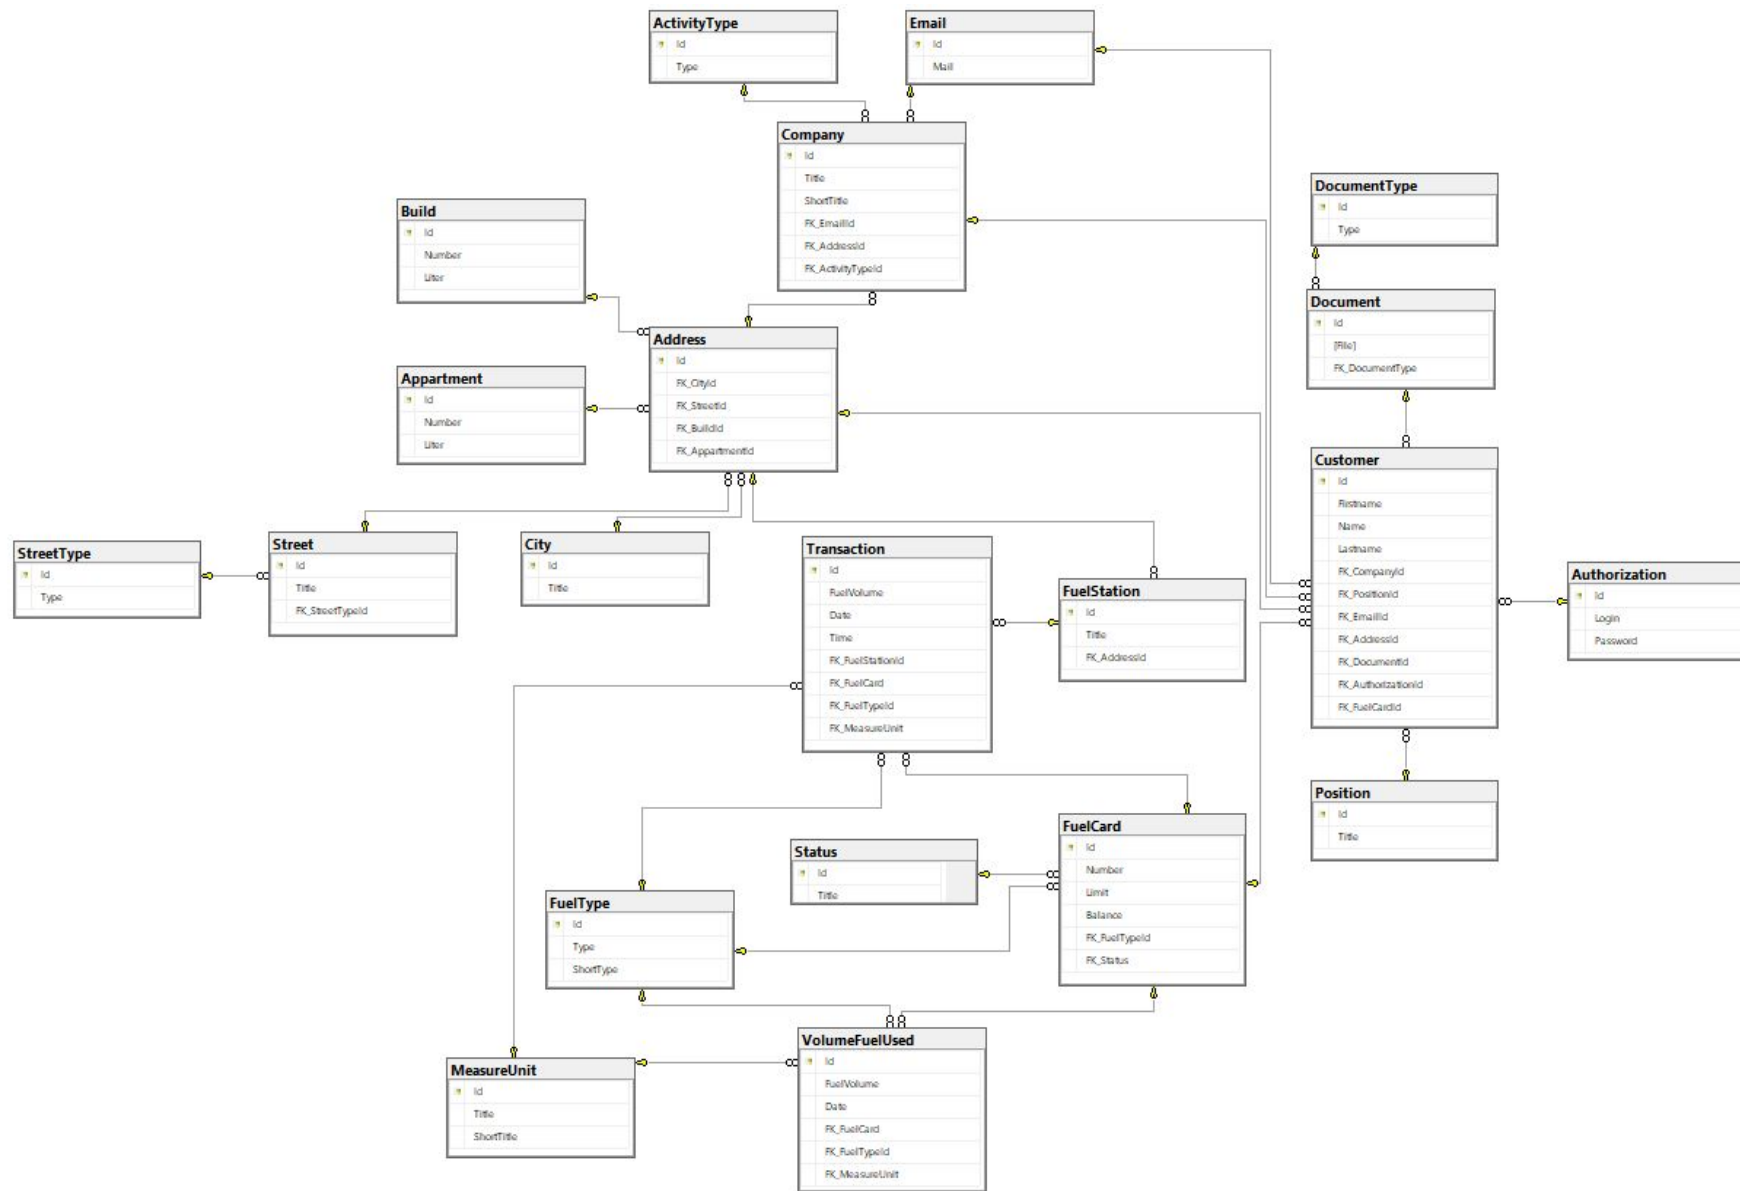 ActivityType
Id
Type
Email
Id
Mail
Company
Id
Title
ShortTitle
FK_EmailId
FK_AddressId
FK_ActivityTypeId
DocumentType
Id
Type
Build
Id
Number
Liter
Document
Id
[File]
FK_DocumentType
Address
Id
FK_CityId
FK_StreetId
FK_BuildId
FK_AppartmentId
Appartment
Id
Number
Liter
Customer
Id
Firstname
Name
Lastname
FK_CompanyId
FK_PositionId
FK_EmailId
FK_AddressId
FK_DocumentId
FK_AuthorizationId
FK_FuelCardId
StreetType
Id
Type
Street
Id
Title
FK_StreetTypeId
City
Id
Title
Transaction
Id
FuelVolume
Date
Time
FK_FuelStationId
FK_FuelCard
FK_FuelTypeId
FK_MeasureUnit
FuelStation
Id
Title
FK_AddressId
Authorization
Id
Login
Password
Position
Id
Title
FuelCard
Id
Number
Limit
Balance
FK_FuelTypeId
FK_Status
Status
Id
Title
FuelType
Id
Type
ShortType
VolumeFuelUsed
Id
FuelVolume
Date
FK_FuelCard
FK_FuelTypeId
FK_MeasureUnit
MeasureUnit
Id
Title
ShortTitle